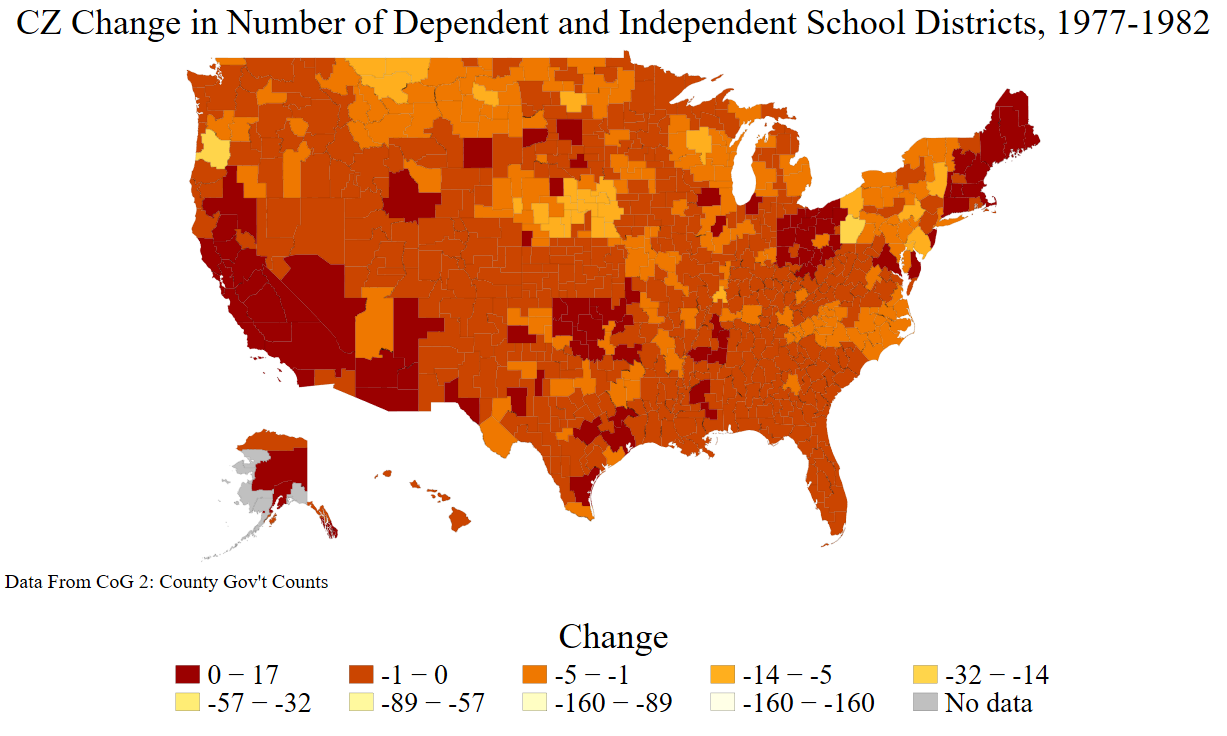 CZ Change in Number of Dependent and Independent School Districts, 1977-1982
Data From CoG 2: County Gov't Counts
Change
0 − 17 -1 − 0 -5 − -1 -14 − -5 -32 − -14
-57 − -32 -89 − -57 -160 − -89 -160 − -160 No data